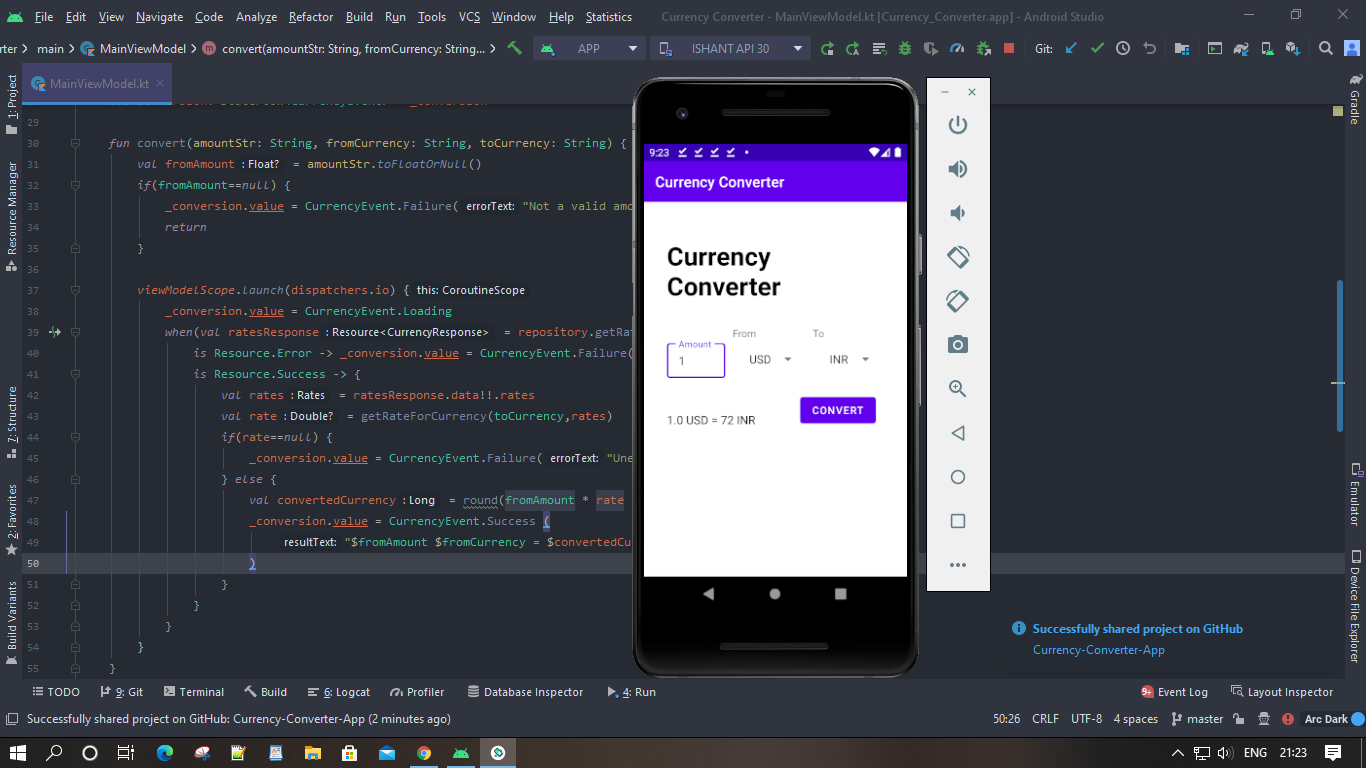 File Edit View Navigate Code Analyze Refactor Build Run Tools VCS Window Help Statistics Currency Converter - MainViewModel.kt [Currency_Converter.app] - Android Studio
rter main MainViewModel convert(amountStr: String, fromCurrency: String...) APP ISHANT API 30 Git:
MainViewModel.kt
1: Project
Resource Manager
7: Structure
2: Favorites
Build Variants
29
30 fun convert(amountStr: String, fromCurrency: String, toCurrency: String) {
31 val fromAmount : Float? = amountStr.toFloatOrNull()
32 if(fromAmount==null) {
33 _conversion.value = CurrencyEvent.Failure( errorText: "Not a valid amo
34 return
35 }
36
37 viewModelScope.launch(dispatchers.io) { this: CoroutineScope
38 _conversion.value = CurrencyEvent.Loading
39 when(val ratesResponse : Resource<CurrencyResponse> = repository.getRat
40 is Resource.Error -> _conversion.value = CurrencyEvent.Failure(
41 is Resource.Success -> {
42 val rates : Rates = ratesResponse.data!!.rates
43 val rate : Double? = getRateForCurrency(toCurrency,rates)
44 if(rate==null) {
45 _conversion.value = CurrencyEvent.Failure( errorText: "Une
46 } else {
47 val convertedCurrency : Long = round(fromAmount * rate
48 _conversion.value = CurrencyEvent.Success (
49 resultText: "$fromAmount $fromCurrency = $convertedCu
50 )
51 }
52 }
53 }
54 }
55 }
9:23
Currency Converter
Currency
Converter
From To
Amount
1 USD INR
CONVERT
1.0 USD = 72 INR
Gradle
Emulator
Device File Explorer
Successfully shared project on GitHub
Currency-Converter-App
TODO 9: Git Terminal Build 6: Logcat Profiler Database Inspector 4: Run 9+ Event Log Layout Inspector
Successfully shared project on GitHub: Currency-Converter-App (2 minutes ago) 50:26 CRLF UTF-8 4 spaces master Arc Dark
ENG 21:23